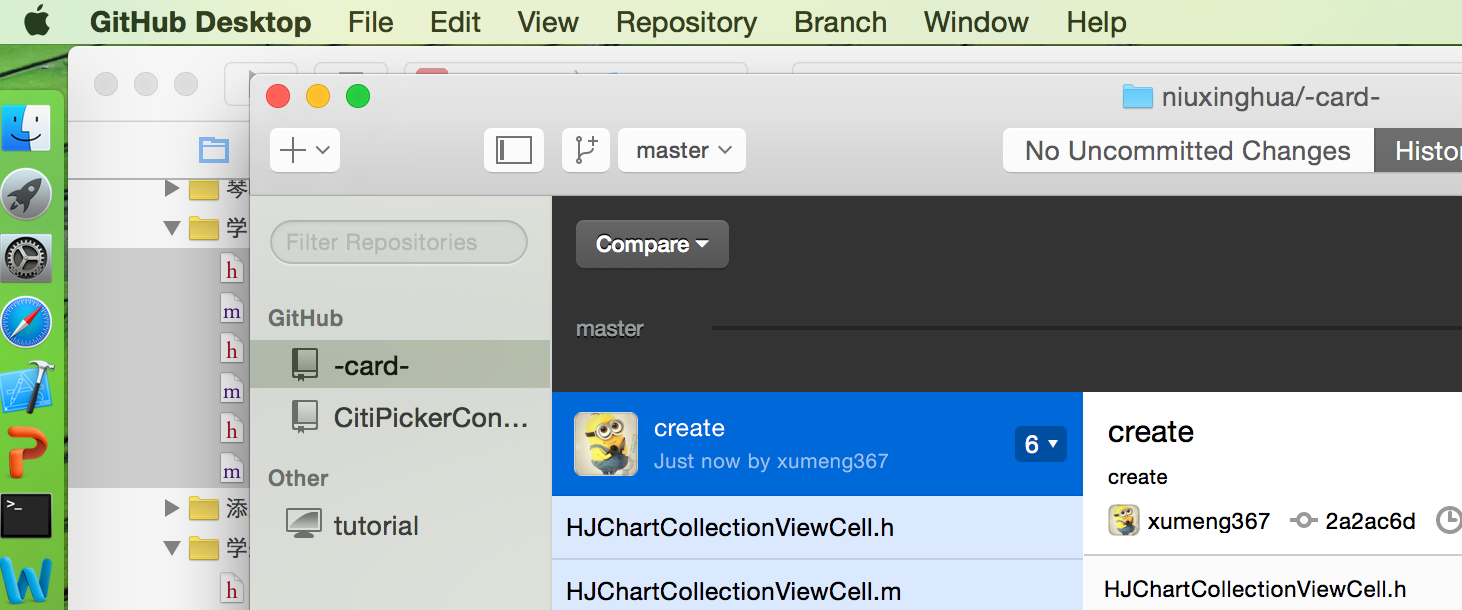 GitHub Desktop File Edit View Repository Branch Window Help
niuxinghua/-card-
master No Uncommitted Changes
琴
学
h
m
h
m
h
m
添
学
h
Filter Repositories
GitHub
-card-
CitiPickerCon...
Other
tutorial
Compare
master
create
Just now by xumeng367
6
HJChartCollectionViewCell.h
HJChartCollectionViewCell.m
create
create
xumeng367 2a2ac6d
HJChartCollectionViewCell.h